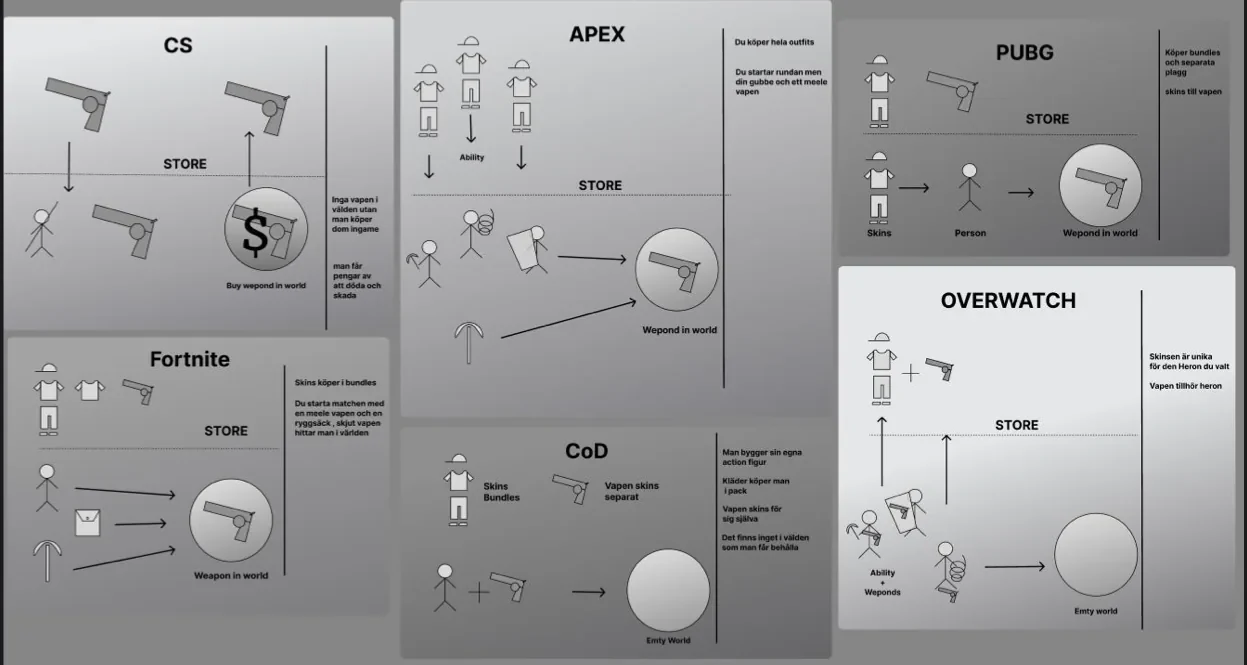 CS
STORE
Buy wepond in world
$
Inga vapen i
välden utan
man köper
dom ingame
man får
pengar av
att döda och
skada
APEX
Du köper hela outfits
Du startar rundan men
din gubbe och ett meele
vapen
Ability
STORE
Wepond in world
PUBG
Köper bundles
och separata
plagg
skins till vapen
STORE
Skins
Person
Wepond in world
Fortnite
Skins köper i bundles
Du starta matchen med
en meele vapen och en
ryggsäck , skjut vapen
hittar man i världen
STORE
Weapon in world
CoD
Skins
Bundles
Vapen skins
separat
Man bygger sin egna
action figur
Kläder köper man
i pack
Vapen skins för
sig själva
Det finns inget i välden
som man får behålla
Emty World
OVERWATCH
Skinsen är unika
för den Heron du valt
Vapen tillhör heron
STORE
Ability
+
Weponds
Emty world